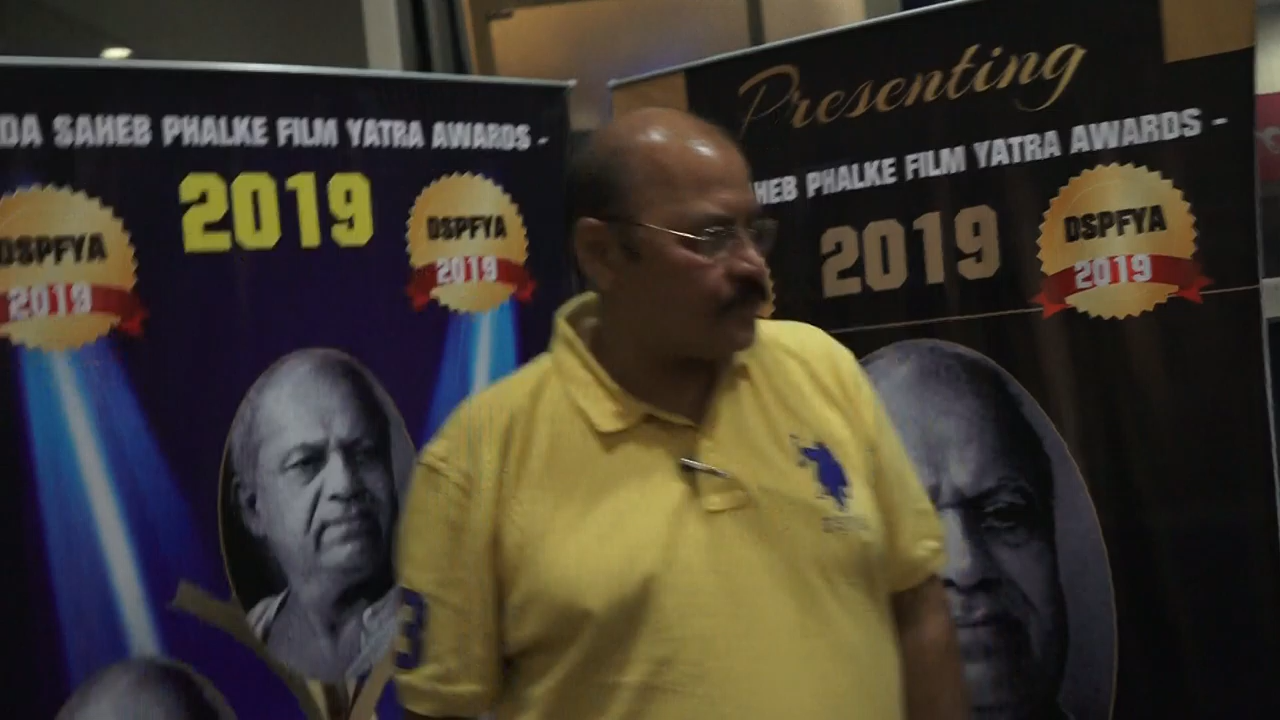 DA SAHEB PHALKE FILM YATRA AWARDS -
2019
DSPFYA
2019
DSPFYA
2019
Presenting
HEB PHALKE FILM YATRA AWARDS -
2019
DSPFYA
2019
3